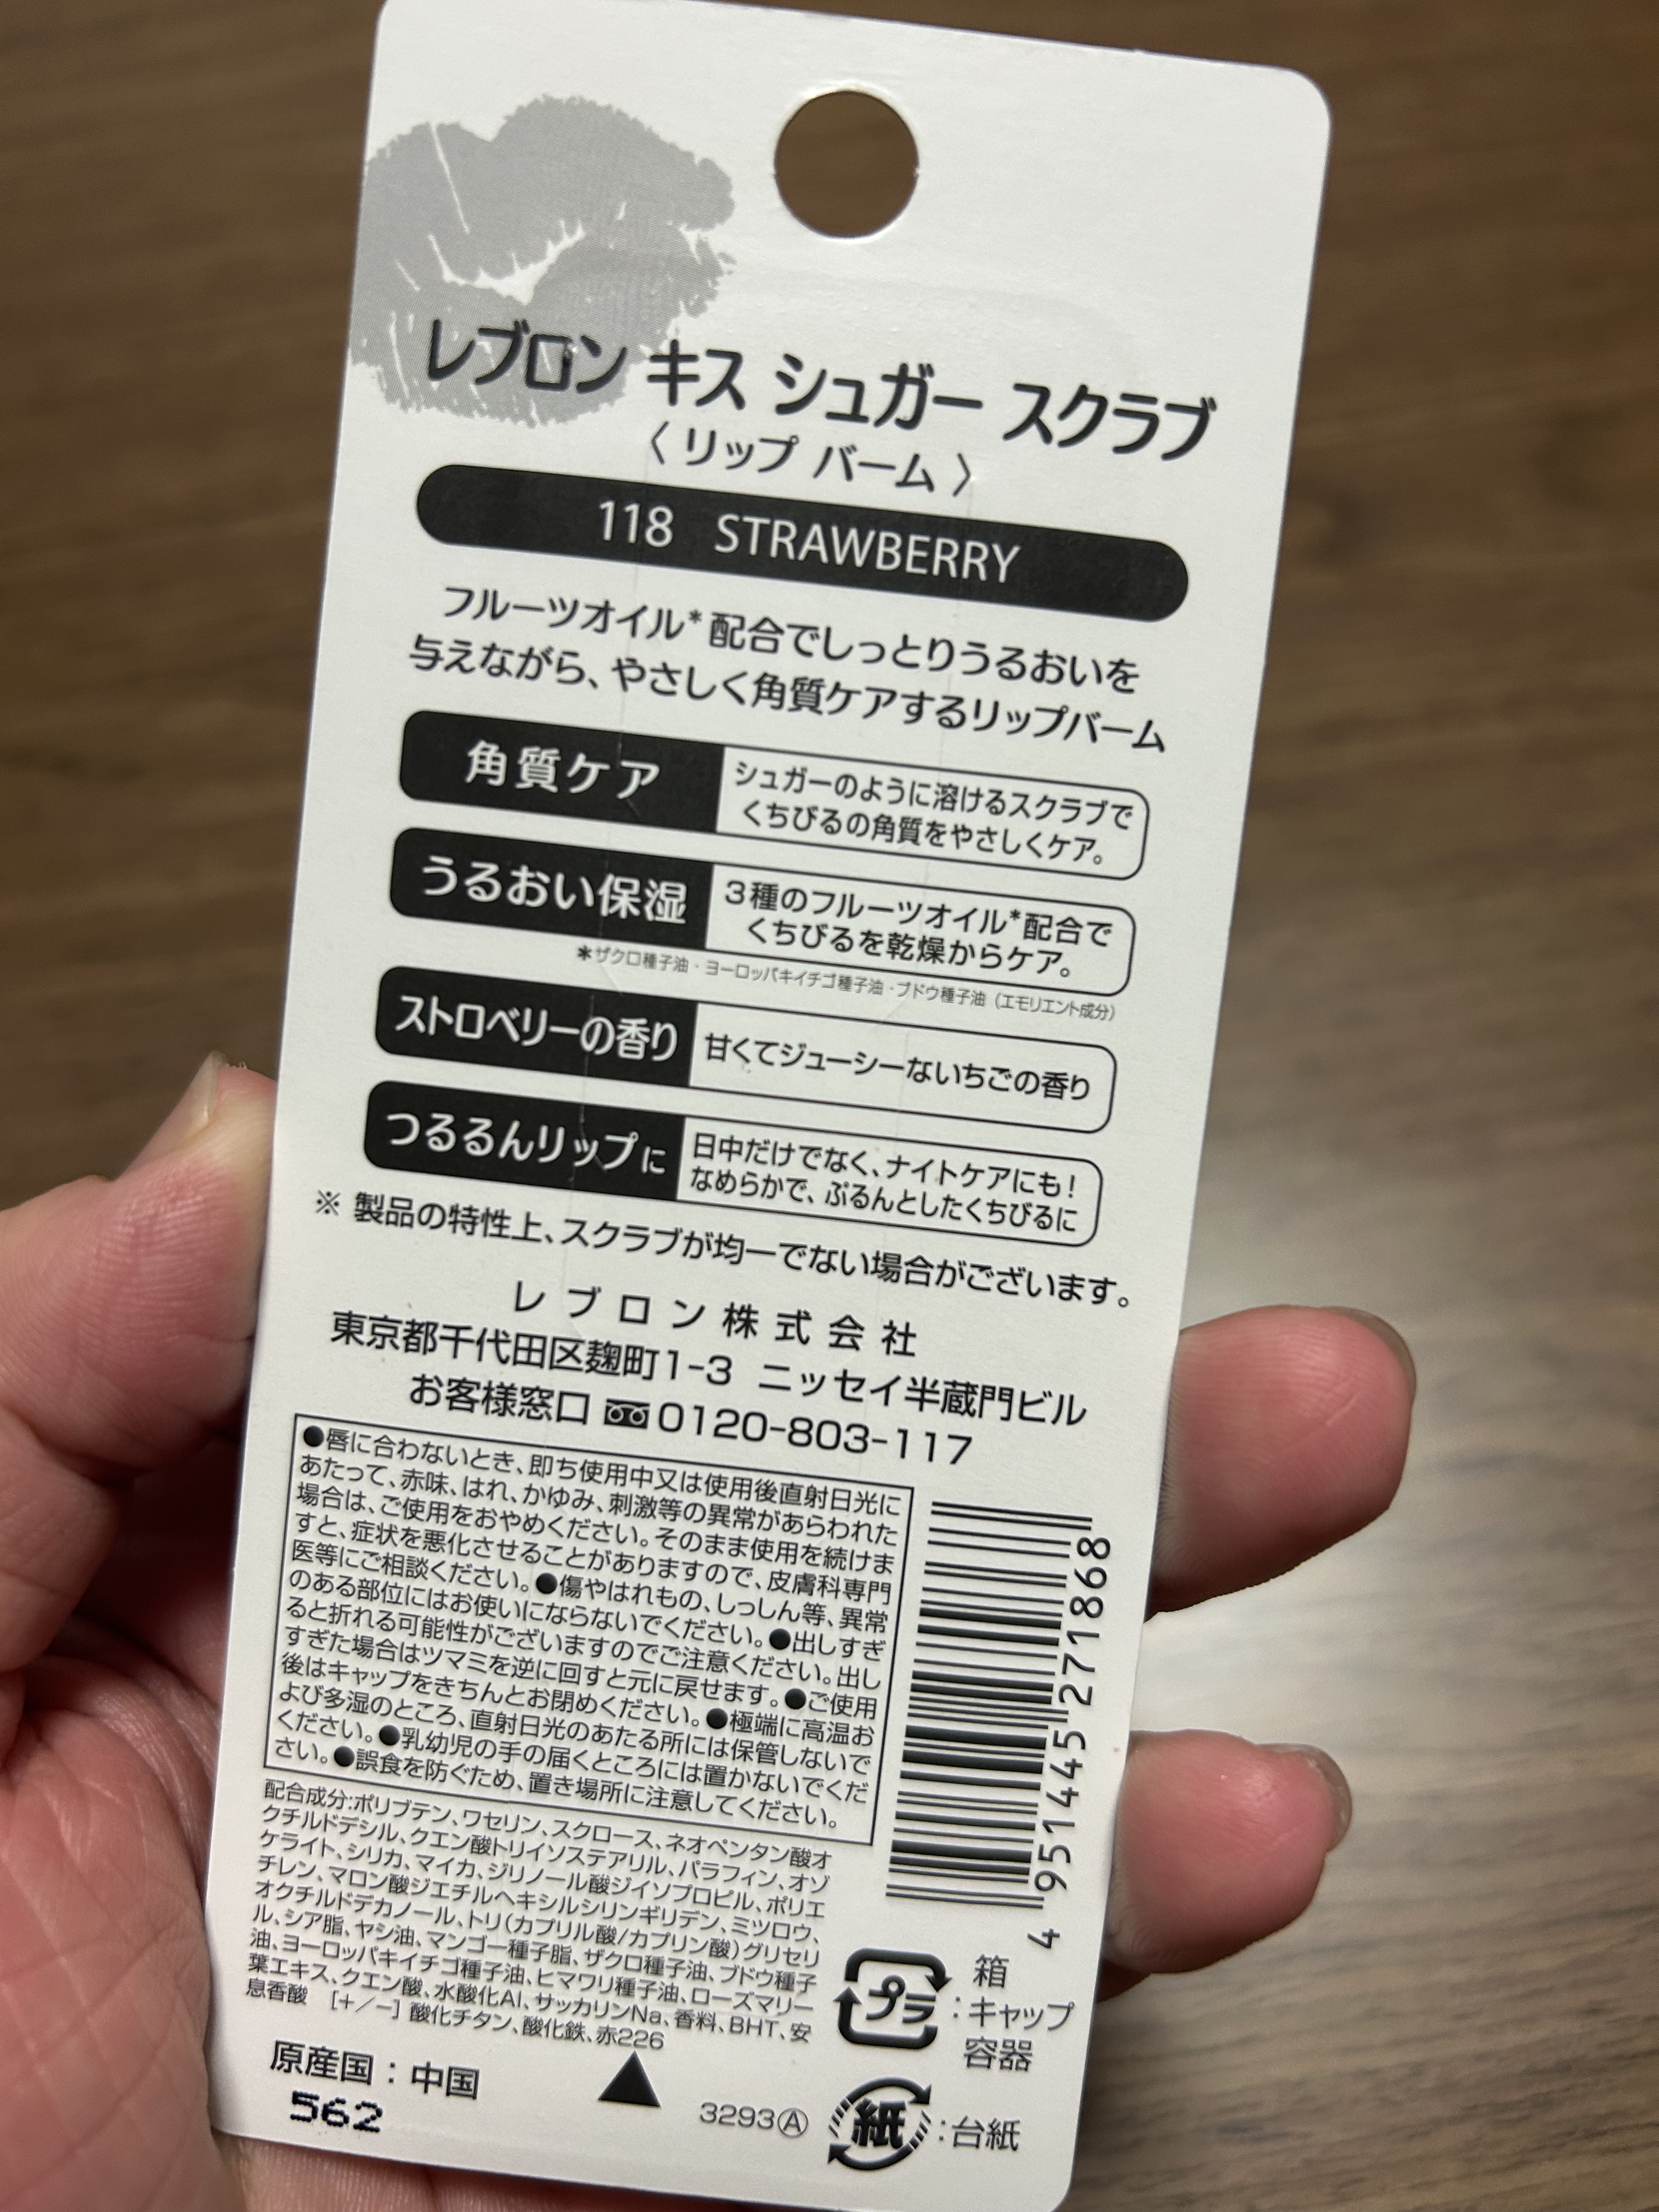 レブロン キス シュガー スクラブ
〈 リップ バーム 〉
118 STRAWBERRY
フルーツオイル*配合でしっとりうるおいを
与えながら、やさしく角質ケアするリップバーム
角質ケア
シュガーのように溶けるスクラブで
くちびるの角質をやさしくケア。
うるおい保湿
3種のフルーツオイル*配合で
くちびるを乾燥からケア。
*ザクロ種子油・ヨーロッパキイチゴ種子油・ブドウ種子油（エモリエント成分）
ストロベリーの香り
甘くてジューシーないちごの香り
つるるんリップに
日中だけでなく、ナイトケアにも！
なめらかで、ぷるんとしたくちびるに
※ 製品の特性上、スクラブが均一でない場合がございます。
レブロン株式会社
東京都千代田区麹町1-3 ニッセイ半蔵門ビル
お客様窓口 0120-803-117
●唇に合わないとき、即ち使用中又は使用後直射日光に
あたって、赤味、はれ、かゆみ、刺激等の異常があらわれた
場合は、ご使用をおやめください。そのまま使用を続けま
すと、症状を悪化させることがありますので、皮膚科専門
医等にご相談ください。●傷やはれもの、しっしん等、異常
のある部位にはお使いにならないでください。●出しすぎ
ると折れる可能性がございますのでご注意ください。出し
すぎた場合はツマミを逆に回すと元に戻せます。●ご使用
後はキャップをきちんとお閉めください。●極端に高温お
よび多湿のところ、直射日光のあたる所には保管しないで
ください。●乳幼児の手の届くところには置かないでくだ
さい。●誤食を防ぐため、置き場所に注意してください。
配合成分:ポリブテン、ワセリン、スクロース、ネオペンタン酸オ
クチルドデシル、クエン酸トリイソステアリル、パラフィン、オゾ
ケライト、シリカ、マイカ、ジリノール酸ジイソプロピル、ポリエ
チレン、マロン酸ジエチルヘキシルシリンギリデン、ミツロウ、
オクチルドデカノール、トリ(カプリル酸/カプリン酸)グリセリ
ル、シア脂、ヤシ油、マンゴー種子脂、ザクロ種子油、ブドウ種子
油、ヨーロッパキイチゴ種子油、ヒマワリ種子油、ローズマリー
葉エキス、クエン酸、水酸化Al、サッカリンNa、香料、BHT、安
息香酸 [+/−] 酸化チタン、酸化鉄、赤226
4951445271868
プラ
箱
:キャップ
容器
原産国：中国
562
3293Ⓐ
紙
:台紙